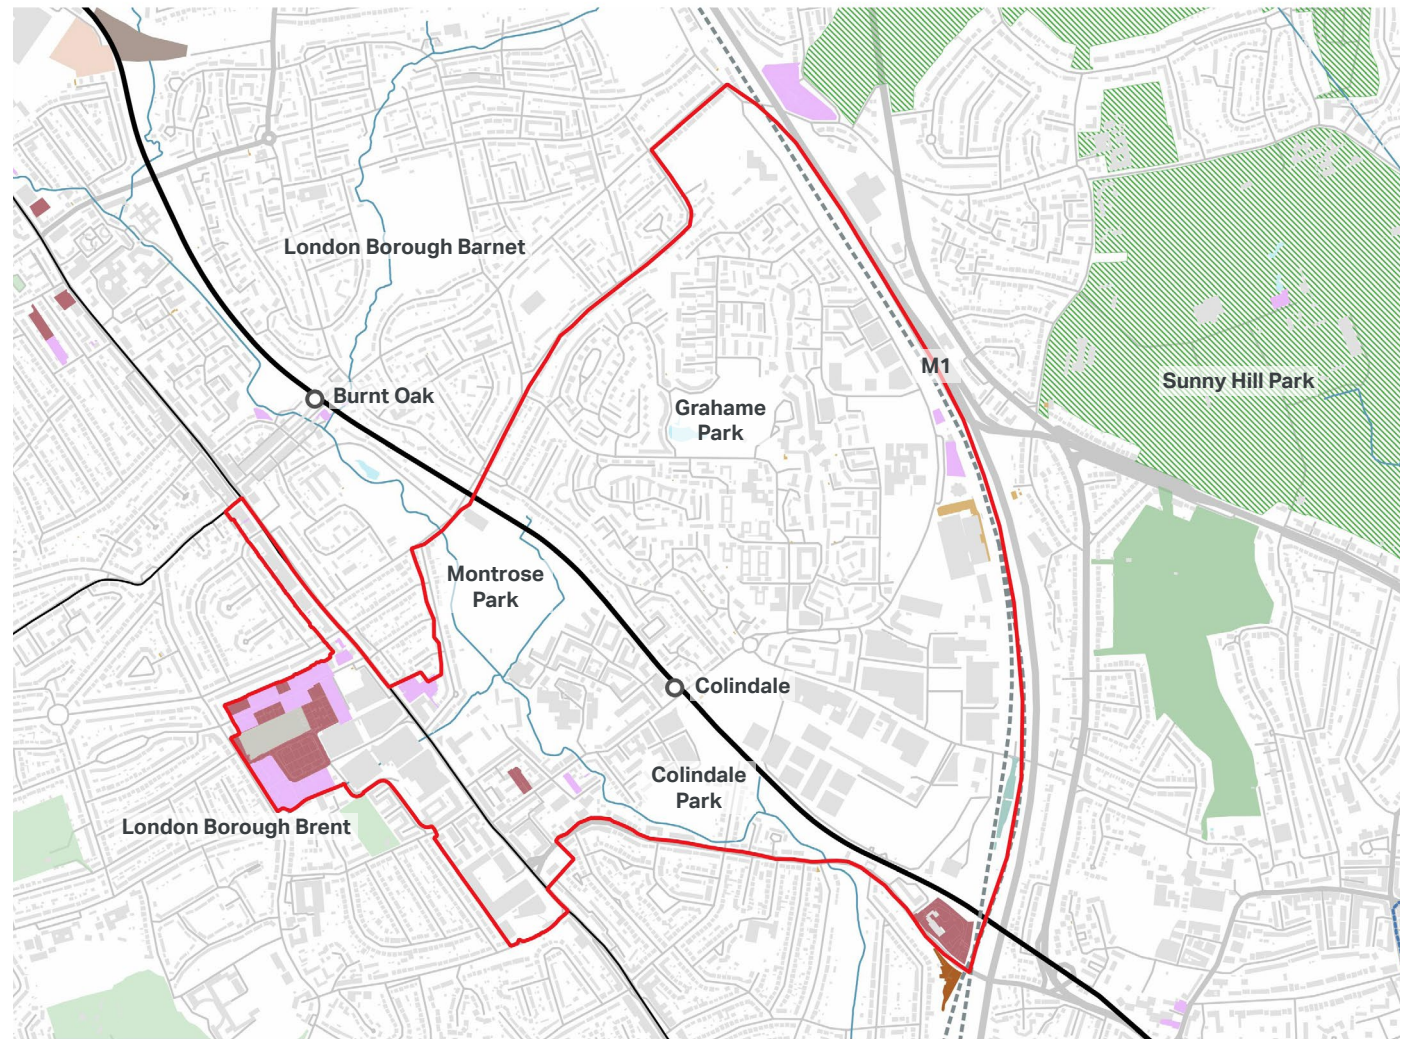 London Borough Barnet
M1
Sunny Hill Park
Burnt Oak
Grahame
Park
Montrose
Park
Colindale
Colindale
Park
London Borough Brent